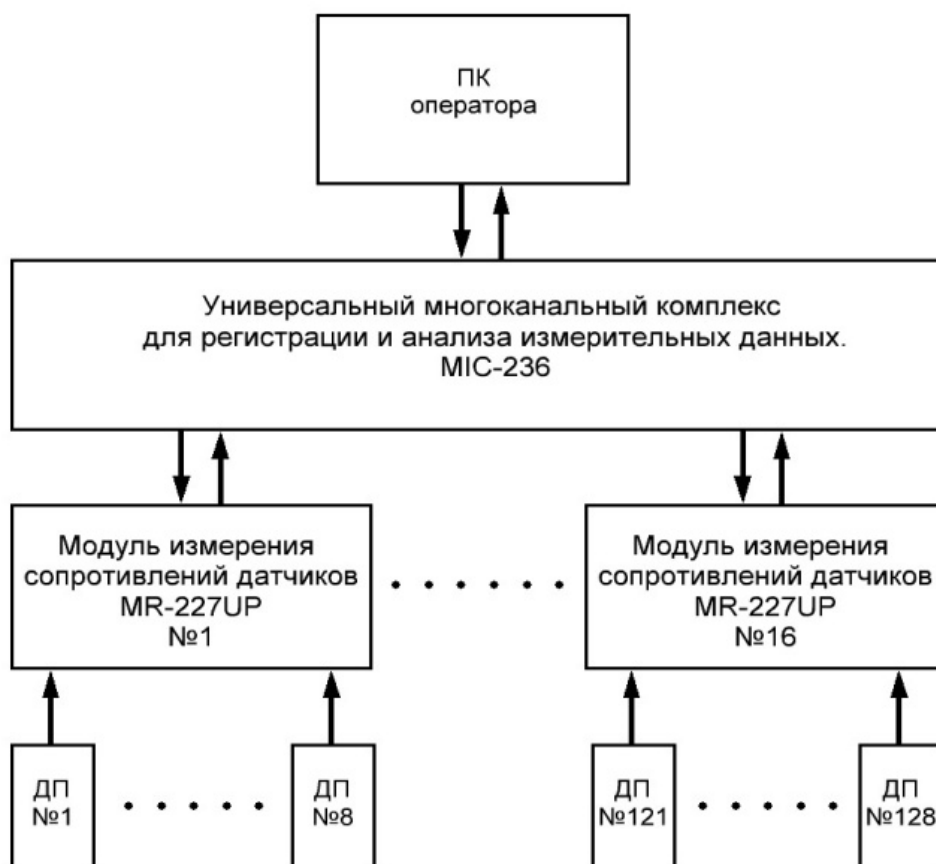 ПК
оператора
Универсальный многоканальный комплекс
для регистрации и анализа измерительных данных.
MIC-236
Модуль измерения
сопротивлений датчиков
MR-227UP
№1
Модуль измерения
сопротивлений датчиков
MR-227UP
№16
ДП
№1
ДП
№8
ДП
№121
ДП
№128